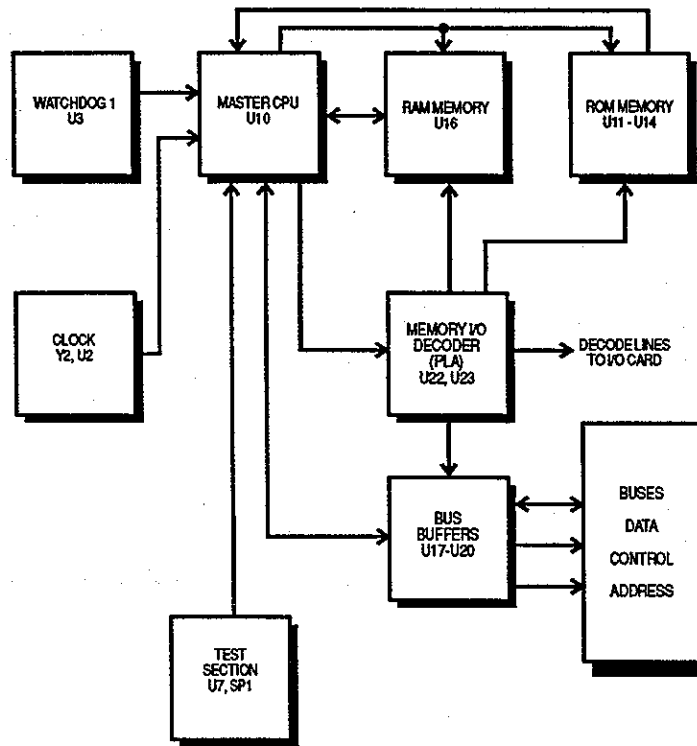 WATCHDOG 1
U3
MASTER CPU
U10
RAM MEMORY
U16
ROM MEMORY
U11 - U14
CLOCK
Y2, U2
MEMORY I/O
DECODER
(PLA)
U22, U23
DECODE LINES
TO I/O CARD
BUS
BUFFERS
U17-U20
BUSES
DATA
CONTROL
ADDRESS
TEST
SECTION
U7, SP1